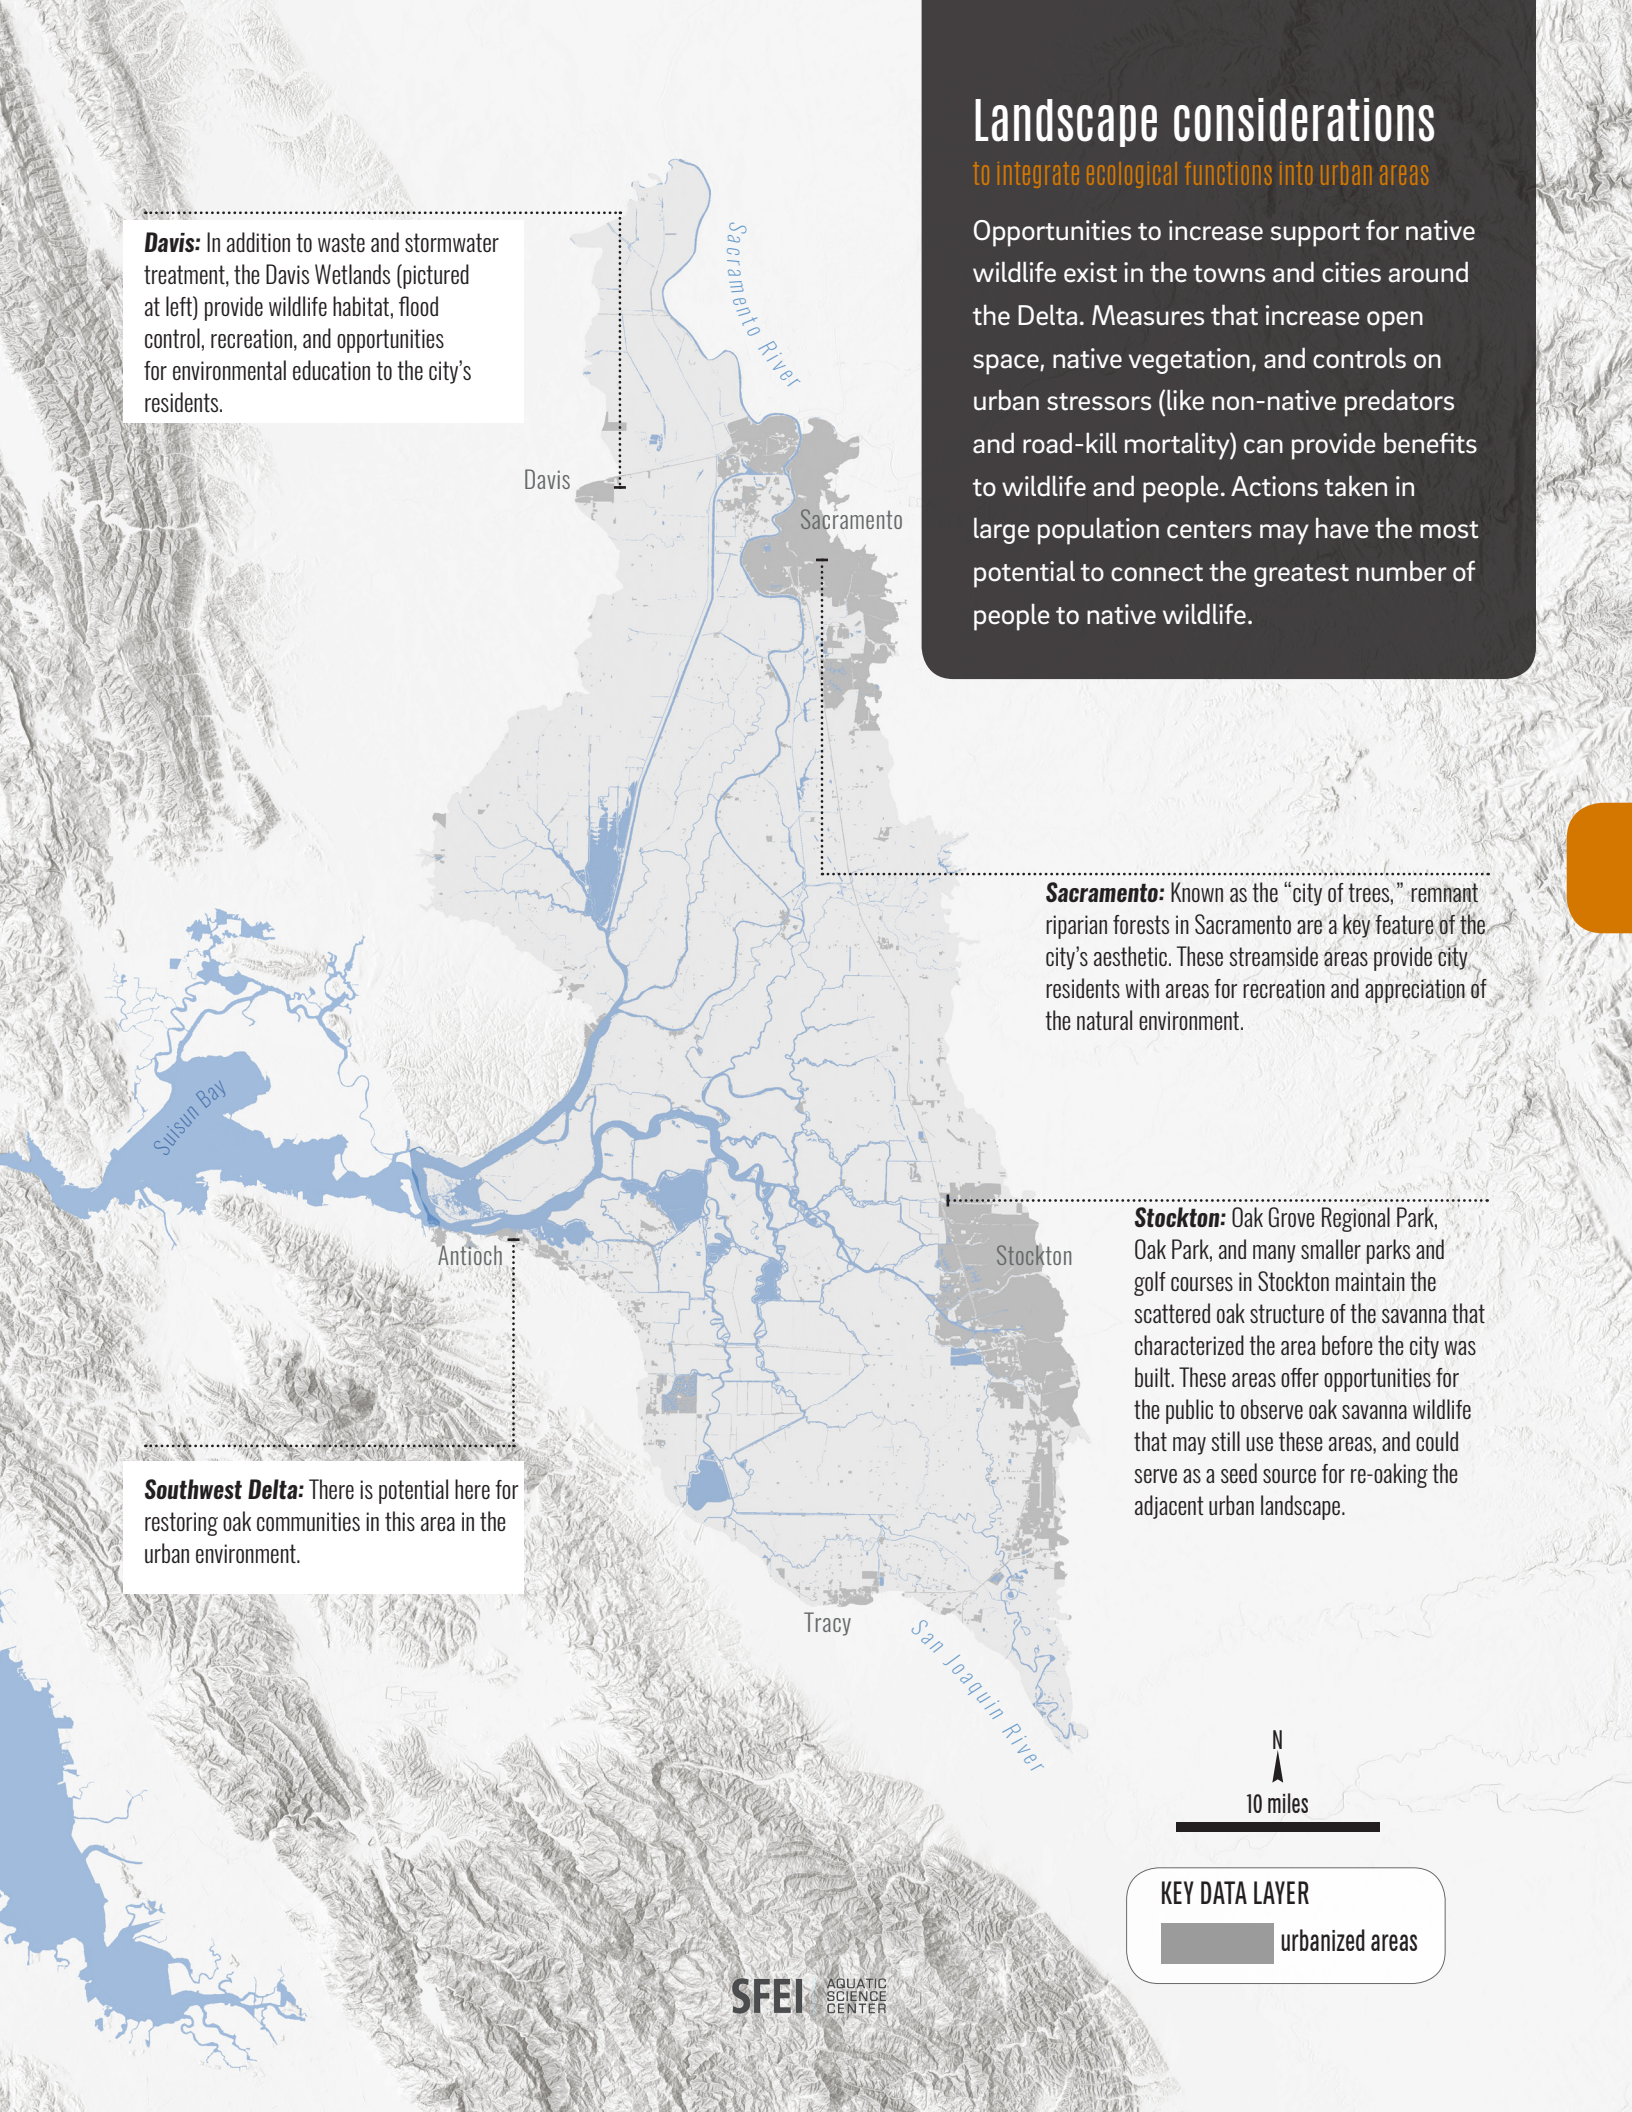 Landscape considerations
to integrate ecological functions into urban areas
Opportunities to increase support for native
wildlife exist in the towns and cities around
the Delta. Measures that increase open
space, native vegetation, and controls on
urban stressors (like non-native predators
and road-kill mortality) can provide benefits
to wildlife and people. Actions taken in
large population centers may have the most
potential to connect the greatest number of
people to native wildlife.
Davis: In addition to waste and stormwater
treatment, the Davis Wetlands (pictured
at left) provide wildlife habitat, flood
control, recreation, and opportunities
for environmental education to the city's
residents.
Sacramento River
Davis
Sacramento
Sacramento: Known as the “city of trees,” remnant
riparian forests in Sacramento are a key feature of the
city's aesthetic. These streamside areas provide city
residents with areas for recreation and appreciation of
the natural environment.
Suisun Bay
Antioch
Stockton
Stockton: Oak Grove Regional Park,
Oak Park, and many smaller parks and
golf courses in Stockton maintain the
scattered oak structure of the savanna that
characterized the area before the city was
built. These areas offer opportunities for
the public to observe oak savanna wildlife
that may still use these areas, and could
serve as a seed source for re-oaking the
adjacent urban landscape.
Southwest Delta: There is potential here for
restoring oak communities in this area in the
urban environment.
Tracy
San Joaquin River
N
10 miles
KEY DATA LAYER
urbanized areas
SFEI
AQUATIC
SCIENCE
CENTER